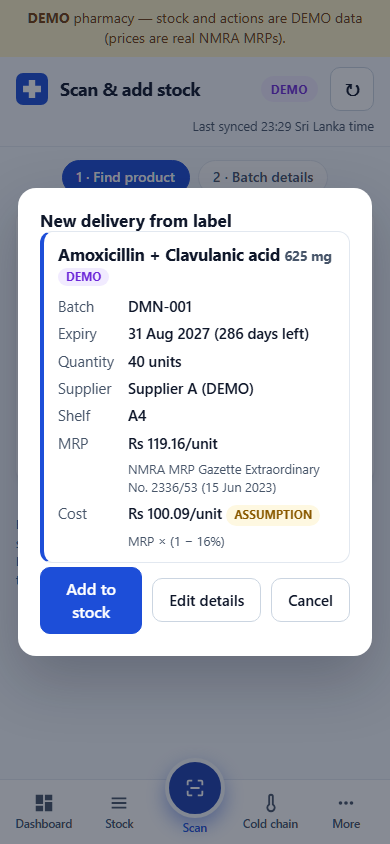 DEMO pharmacy — stock and actions are DEMO data
(prices are real NMRA MRPs).
Scan & add stock
DEMO
↻
Last synced 23:29 Sri Lanka time
1 · Find product
2 · Batch details
New delivery from label
Amoxicillin + Clavulanic acid 625 mg
DEMO
Batch DMN-001
Expiry 31 Aug 2027 (286 days left)
Quantity 40 units
Supplier Supplier A (DEMO)
Shelf A4
MRP Rs 119.16/unit
NMRA MRP Gazette Extraordinary
No. 2336/53 (15 Jun 2023)
Cost Rs 100.09/unit ASSUMPTION
MRP × (1 − 16%)
Add to
stock
Edit details
Cancel
Dashboard
Stock
Scan
Cold chain
More